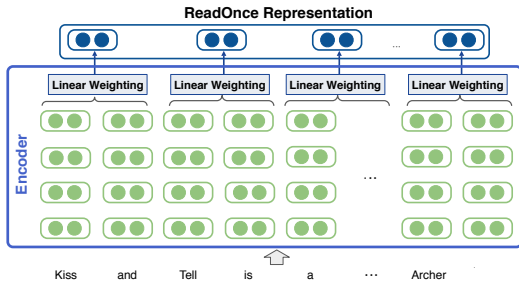 ReadOnce Representation
...
Linear Weighting Linear Weighting Linear Weighting Linear Weighting
Encoder
...
Kiss and Tell is a ... Archer